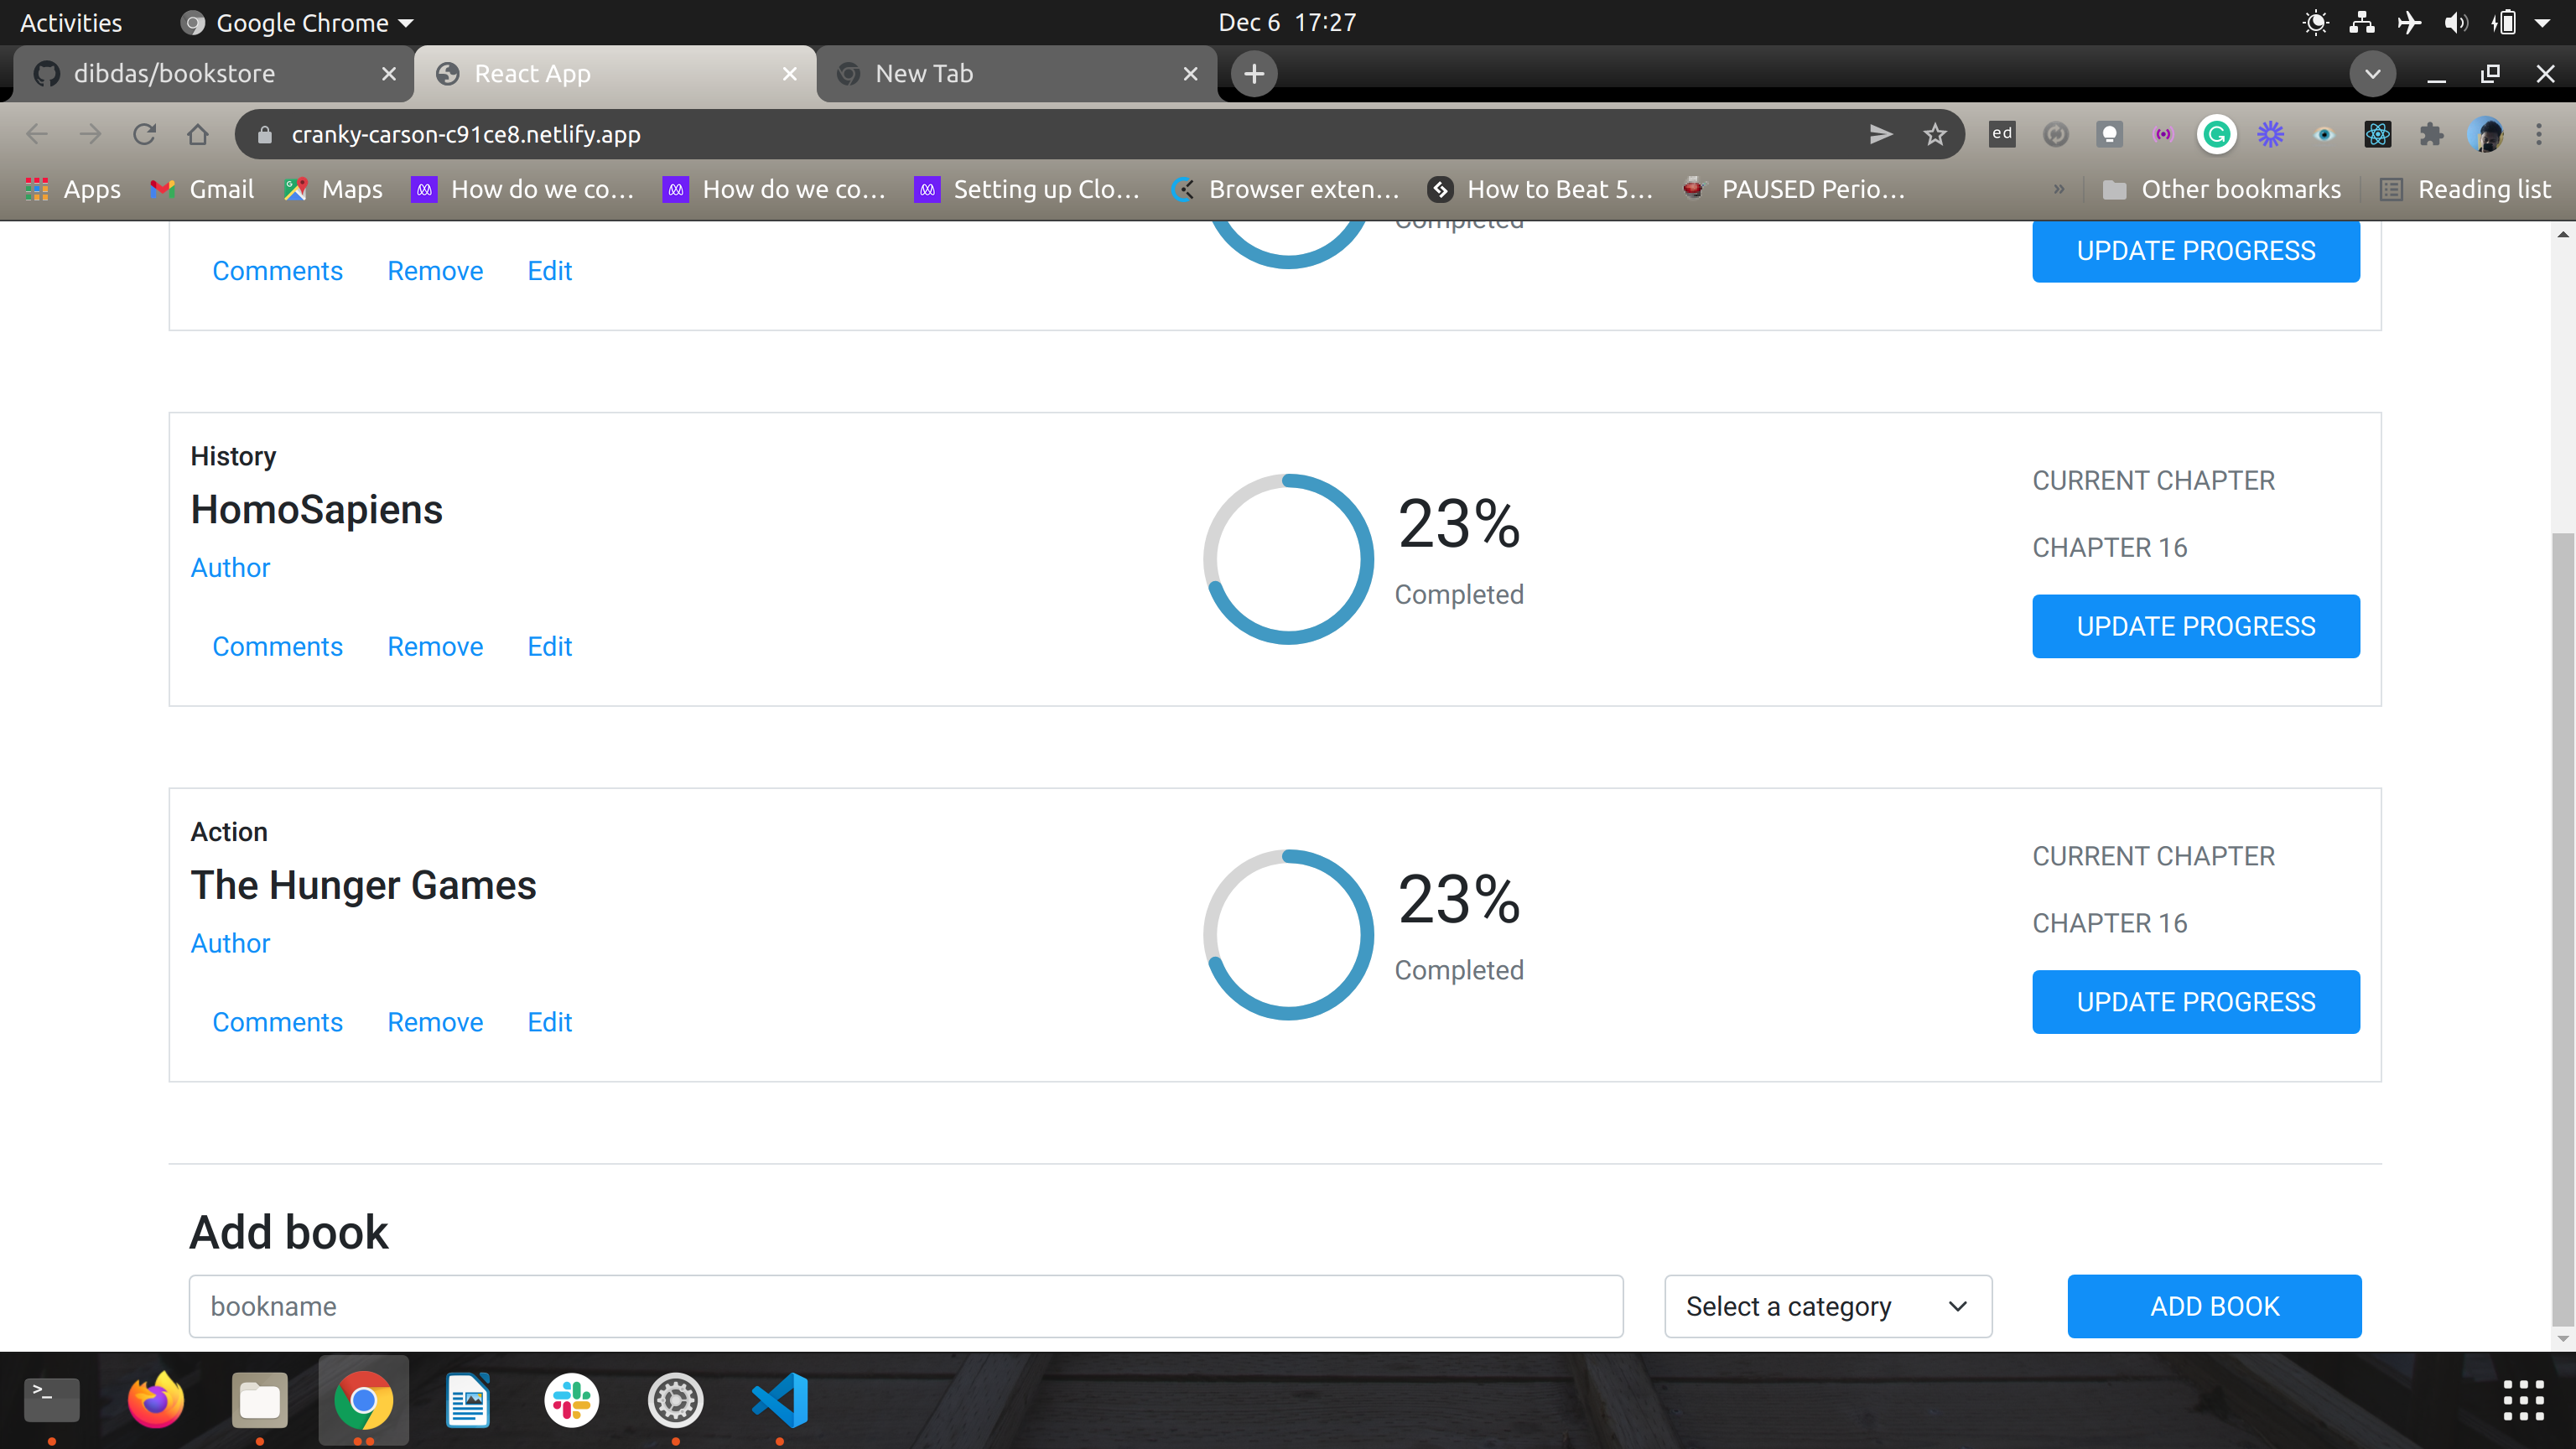 Activities
Google Chrome
Dec 6 17:27
dibdas/bookstore
React App
New Tab
cranky-carson-c91ce8.netlify.app
ed
Apps
Gmail
Maps
How do we co...
How do we co...
Setting up Clo...
Browser exten...
How to Beat 5...
PAUSED Perio...
»
Other bookmarks
Reading list
Completed
UPDATE PROGRESS
Comments Remove Edit
History
HomoSapiens
Author
Comments Remove Edit
23%
Completed
CURRENT CHAPTER
CHAPTER 16
UPDATE PROGRESS
Action
The Hunger Games
Author
Comments Remove Edit
23%
Completed
CURRENT CHAPTER
CHAPTER 16
UPDATE PROGRESS
Add book
bookname
Select a category
ADD BOOK